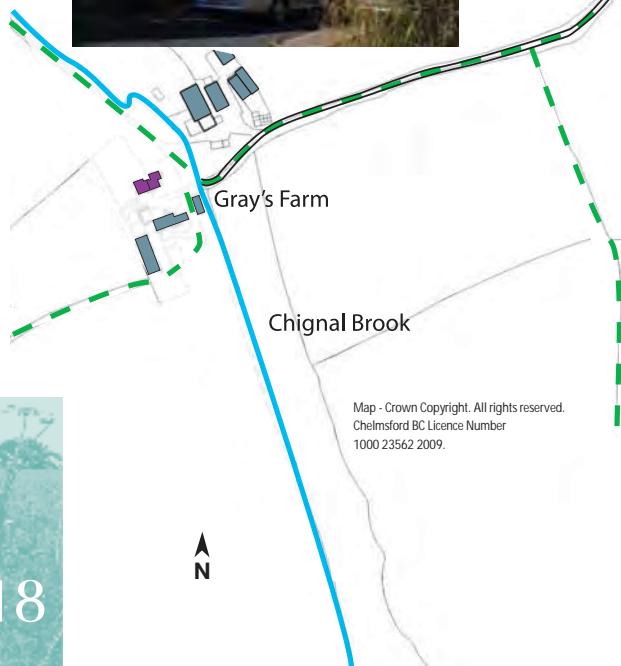 Gray's Farm
Chignal Brook
Map - Crown Copyright. All rights reserved.
Chelmsford BC Licence Number
1000 23562 2009.
N
18